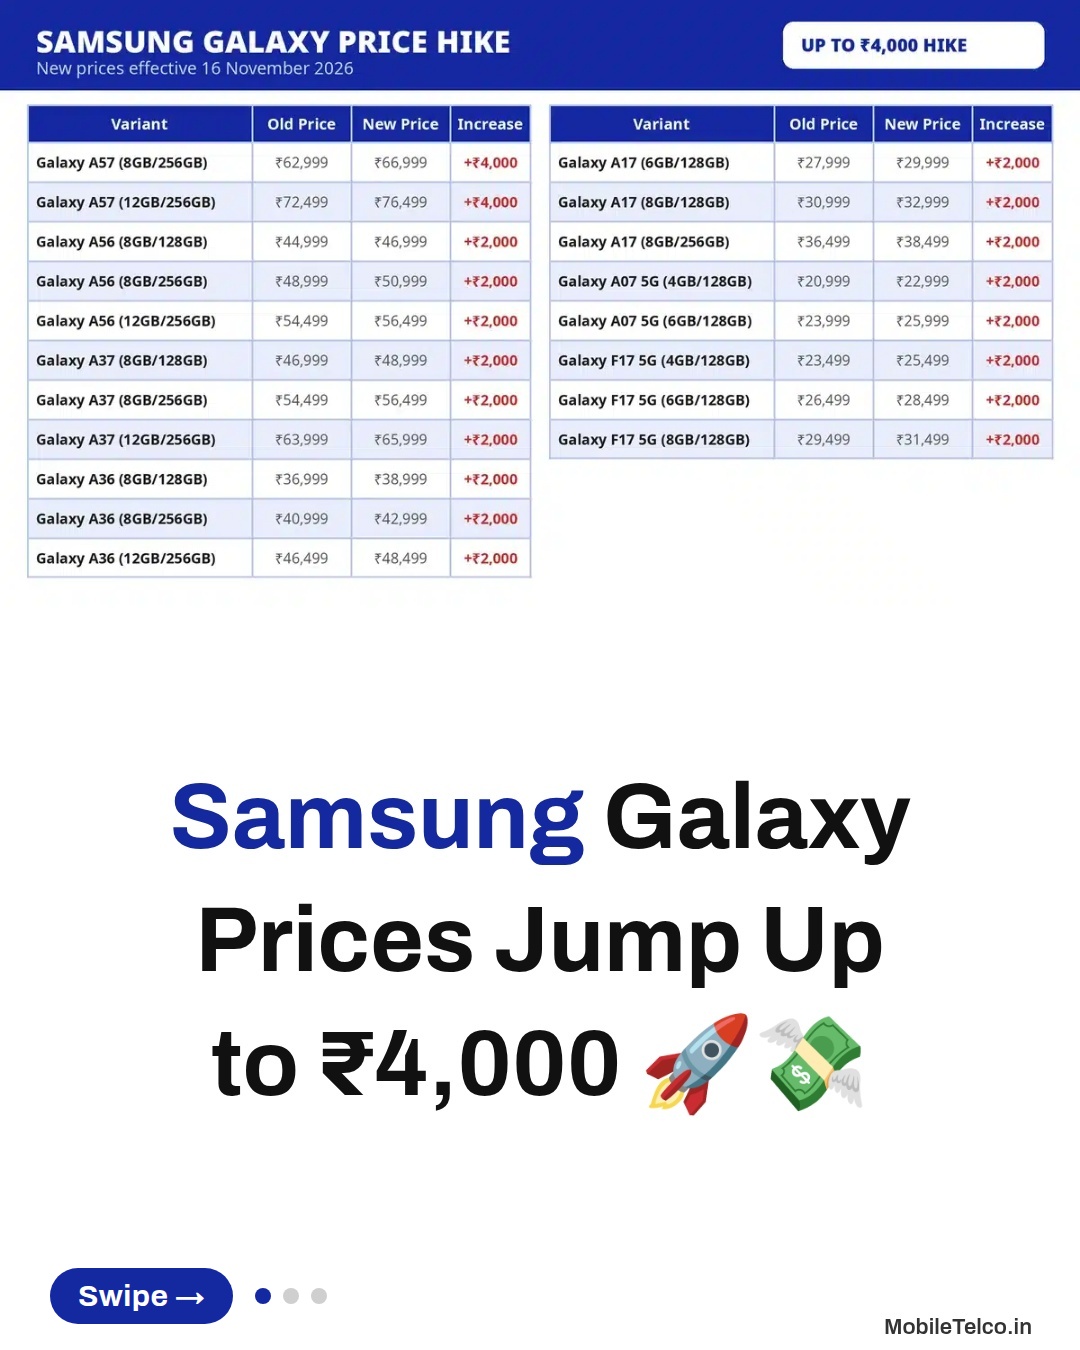 SAMSUNG GALAXY PRICE HIKE
New prices effective 16 November 2026
UP TO ₹4,000 HIKE
Variant Old Price New Price Increase
Galaxy A57 (8GB/256GB) ₹62,999 ₹66,999 +₹4,000
Galaxy A57 (12GB/256GB) ₹72,499 ₹76,499 +₹4,000
Galaxy A56 (8GB/128GB) ₹44,999 ₹46,999 +₹2,000
Galaxy A56 (8GB/256GB) ₹48,999 ₹50,999 +₹2,000
Galaxy A56 (12GB/256GB) ₹54,499 ₹56,499 +₹2,000
Galaxy A37 (8GB/128GB) ₹46,999 ₹48,999 +₹2,000
Galaxy A37 (8GB/256GB) ₹54,499 ₹56,499 +₹2,000
Galaxy A37 (12GB/256GB) ₹63,999 ₹65,999 +₹2,000
Galaxy A36 (8GB/128GB) ₹36,999 ₹38,999 +₹2,000
Galaxy A36 (8GB/256GB) ₹40,999 ₹42,999 +₹2,000
Galaxy A36 (12GB/256GB) ₹46,499 ₹48,499 +₹2,000
Variant Old Price New Price Increase
Galaxy A17 (6GB/128GB) ₹27,999 ₹29,999 +₹2,000
Galaxy A17 (8GB/128GB) ₹30,999 ₹32,999 +₹2,000
Galaxy A17 (8GB/256GB) ₹36,499 ₹38,499 +₹2,000
Galaxy A07 5G (4GB/128GB) ₹20,999 ₹22,999 +₹2,000
Galaxy A07 5G (6GB/128GB) ₹23,999 ₹25,999 +₹2,000
Galaxy F17 5G (4GB/128GB) ₹23,499 ₹25,499 +₹2,000
Galaxy F17 5G (6GB/128GB) ₹26,499 ₹28,499 +₹2,000
Galaxy F17 5G (8GB/128GB) ₹29,499 ₹31,499 +₹2,000
Samsung Galaxy
Prices Jump Up
to ₹4,000 🚀💸
Swipe →
MobileTelco.in